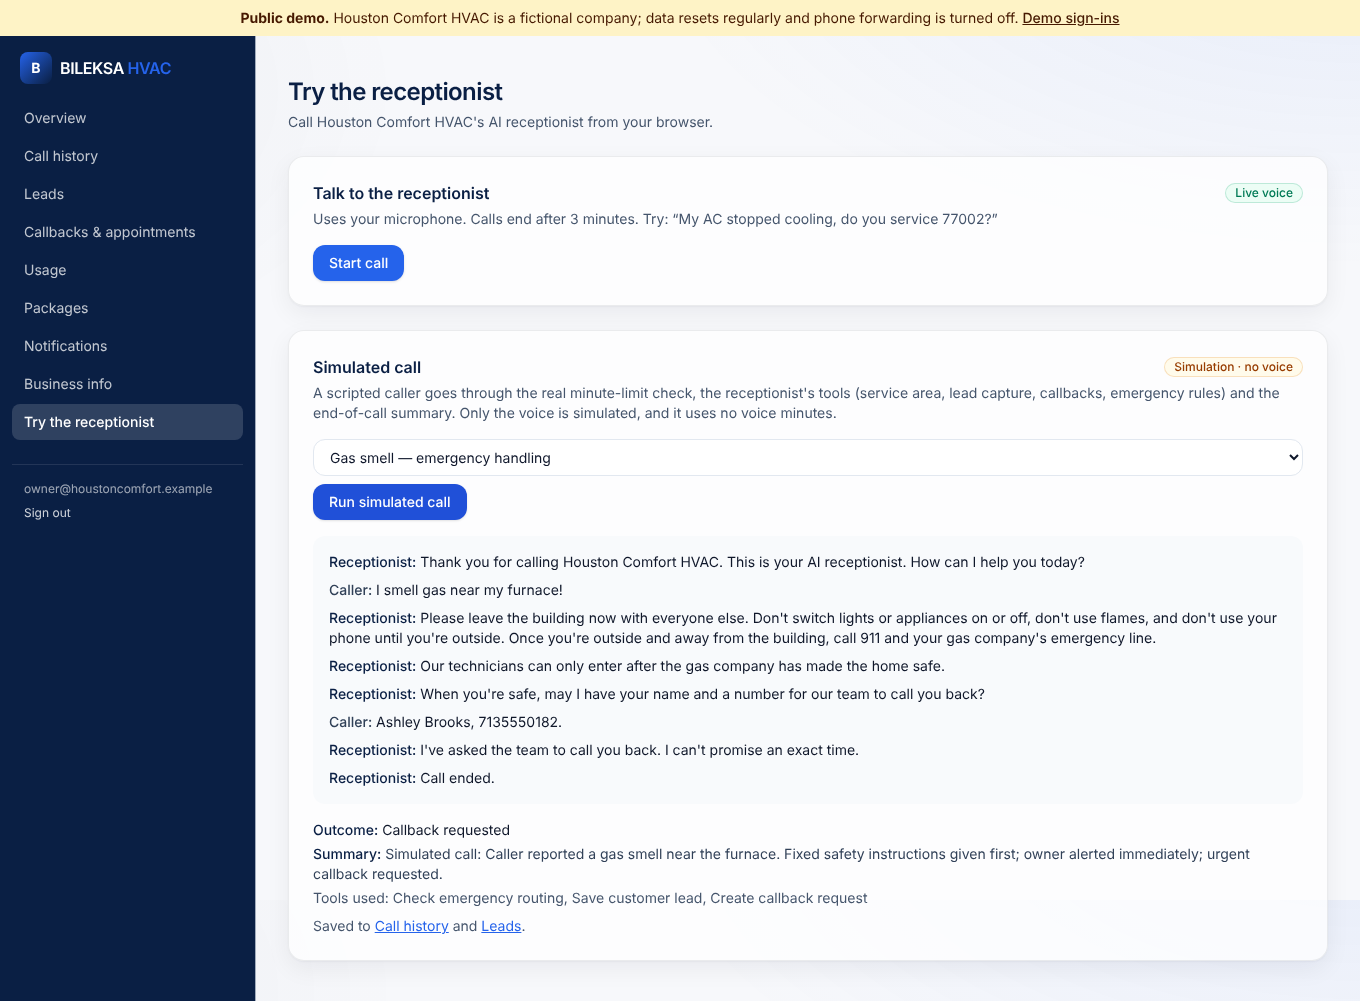 Public demo. Houston Comfort HVAC is a fictional company; data resets regularly and phone forwarding is turned off. Demo sign-ins
B BILEKSA HVAC
Overview
Call history
Leads
Callbacks & appointments
Usage
Packages
Notifications
Business info
Try the receptionist
owner@houstoncomfort.example
Sign out
Try the receptionist
Call Houston Comfort HVAC's AI receptionist from your browser.
Talk to the receptionist
Live voice
Uses your microphone. Calls end after 3 minutes. Try: “My AC stopped cooling, do you service 77002?”
Start call
Simulated call
Simulation · no voice
A scripted caller goes through the real minute-limit check, the receptionist's tools (service area, lead capture, callbacks, emergency rules) and the
end-of-call summary. Only the voice is simulated, and it uses no voice minutes.
Gas smell — emergency handling
Run simulated call
Receptionist: Thank you for calling Houston Comfort HVAC. This is your AI receptionist. How can I help you today?
Caller: I smell gas near my furnace!
Receptionist: Please leave the building now with everyone else. Don't switch lights or appliances on or off, don't use flames, and don't use your
phone until you're outside. Once you're outside and away from the building, call 911 and your gas company's emergency line.
Receptionist: Our technicians can only enter after the gas company has made the home safe.
Receptionist: When you're safe, may I have your name and a number for our team to call you back?
Caller: Ashley Brooks, 7135550182.
Receptionist: I've asked the team to call you back. I can't promise an exact time.
Receptionist: Call ended.
Outcome: Callback requested
Summary: Simulated call: Caller reported a gas smell near the furnace. Fixed safety instructions given first; owner alerted immediately; urgent
callback requested.
Tools used: Check emergency routing, Save customer lead, Create callback request
Saved to Call history and Leads.